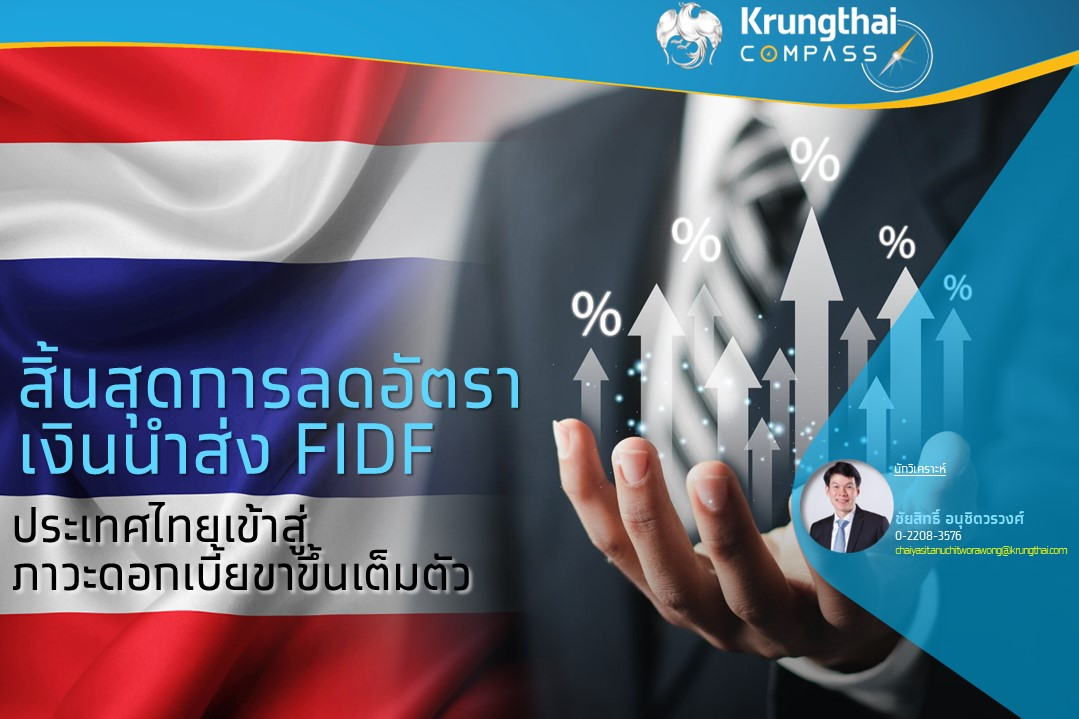 Krungthai
COMPASS
%
%
%
%
%
สิ้นสุดการลดอัตรา
เงินนำส่ง FIDF
ประเทศไทยเข้าสู่
ภาวะดอกเบี้ยขาขึ้นเต็มตัว
นักวิเคราะห์
ชัยสิทธิ์ อนุชิตวรวงศ์
0-2208-3576
chaiyasit.anuchitworawong@krungthai.com